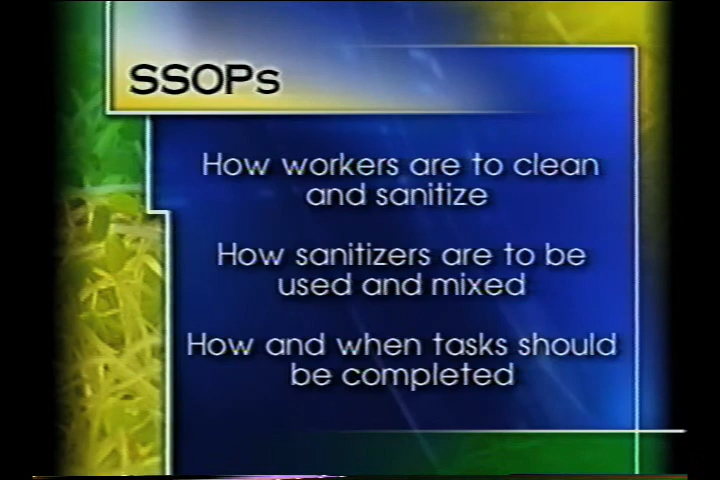 SSOPs
How workers are to clean
and sanitize
How sanitizers are to be
used and mixed
How and when tasks should
be completed